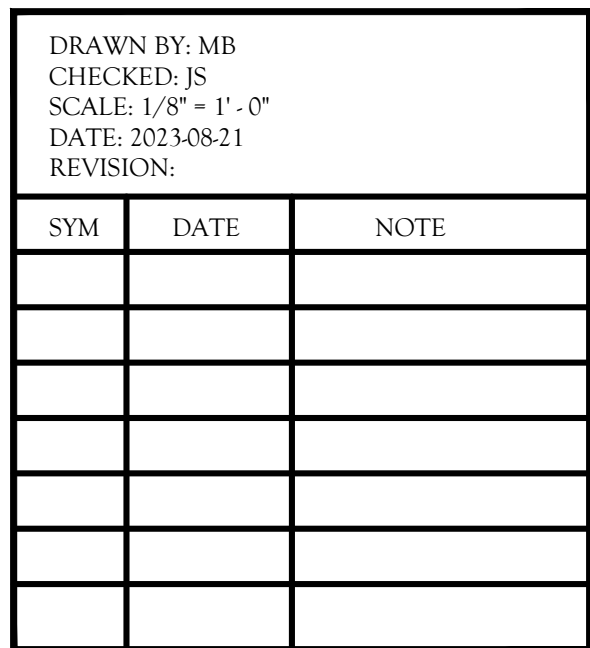 DRAWN BY: MB
CHECKED: JS
SCALE: 1/8" = 1' - 0"
DATE: 2023-08-21
REVISION:
SYM DATE NOTE